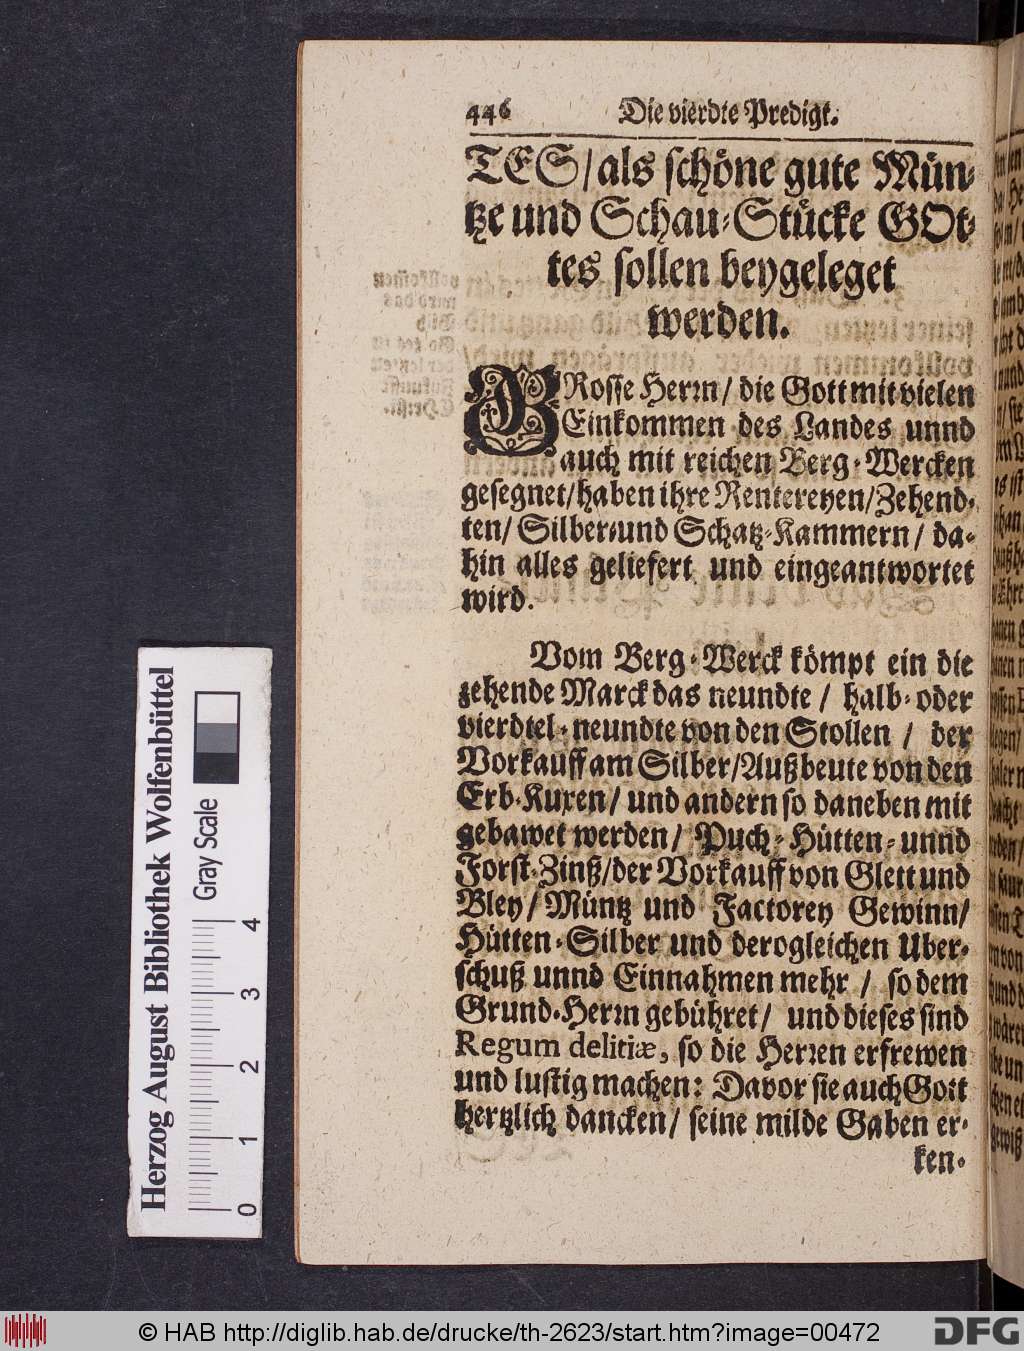 446 Die vierdte Predigt.
TES/als schöne gute Mün-
tze und Schau-Stücke GOt-
tes sollen beygeleget
werden.
GRosse Herrn/ die Gott mit vielen
Einkommen des Landes unnd
auch mit reichen Berg-Wercken
gesegnet/haben ihre Rentereyen/Zehend-
ten/ Silber-und Schatz-Kammern/ da-
hin alles geliefert und eingeantwortet
wird.
Vom Berg-Werck kömpt ein die
zehende Marck das neundte / halb-oder
vierdtel-neundte von den Stollen / der
Vorkauff am Silber/Außbeute von den
Erb-Kuxen/ und andern so daneben mit
gebawet werden/ Puch-Hütten-unnd
Forst-Zinß/der Vorkauff von Glett und
Bley/ Müntz und Factorey Gewinn/
Hütten-Silber und derogleichen Uber-
schuß unnd Einnahmen mehr / so dem
Grund-Herrn gebühret/ und dieses sind
Regum delitiæ, so die Herren erfrewen
und lustig machen: Davor sie auch Gott
hertzlich dancken/ seine milde Gaben er-
ken-
Herzog August Bibliothek Wolfenbüttel
Gray Scale
0 1 2 3 4
© HAB http://diglib.hab.de/drucke/th-2623/start.htm?image=00472
DFG